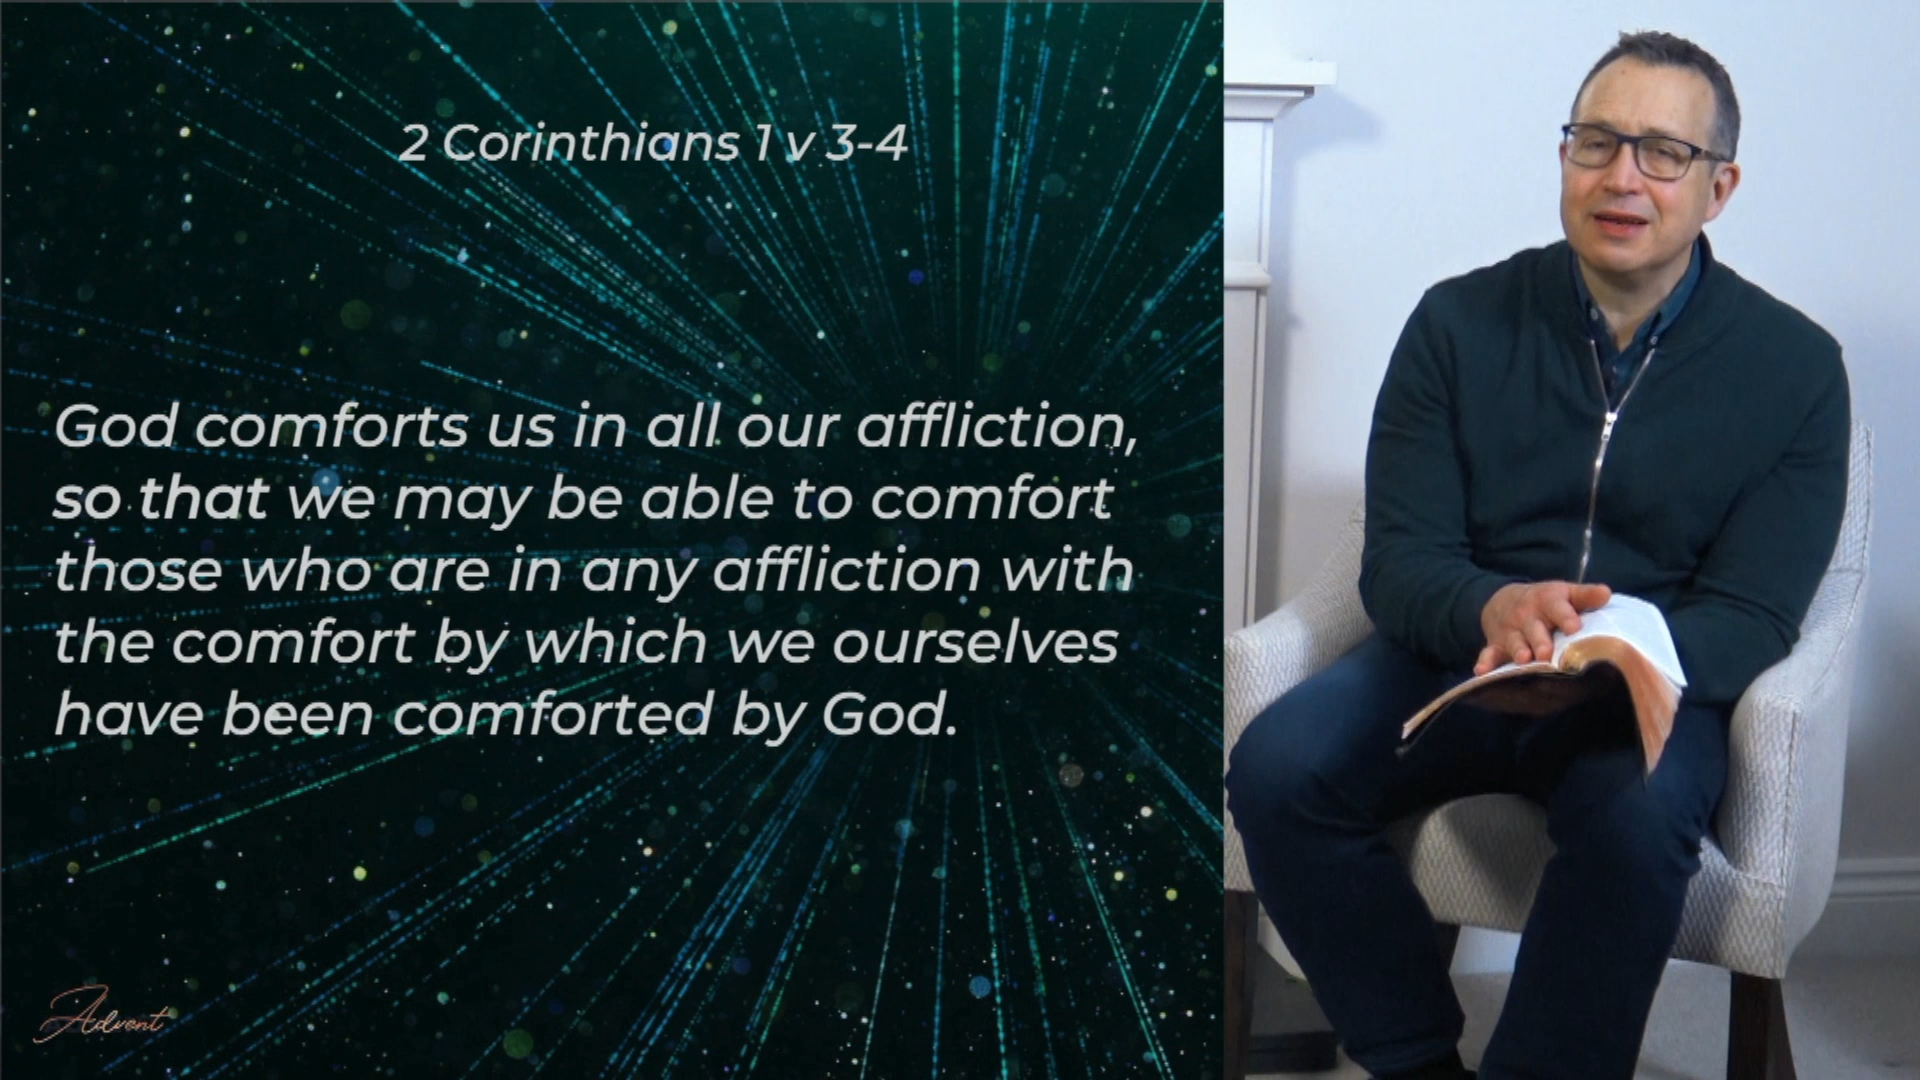 2 Corinthians 1 v 3-4
God comforts us in all our affliction,
so that we may be able to comfort
those who are in any affliction with
the comfort by which we ourselves
have been comforted by God.
Advent